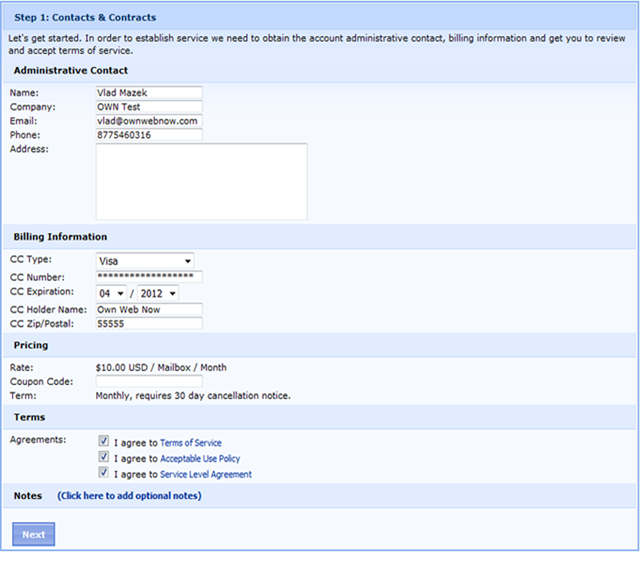 Step 1: Contacts & Contracts
Let's get started. In order to establish service we need to obtain the account administrative contact, billing information and get you to review
and accept terms of service.
Administrative Contact
Name: Vlad Mazek
Company: OWN Test
Email: vlad@ownwebnow.com
Phone: 8775460316
Address:
Billing Information
CC Type: Visa
CC Number: ******************
CC Expiration: 04 / 2012
CC Holder Name: Own Web Now
CC Zip/Postal: 55555
Pricing
Rate: $10.00 USD / Mailbox / Month
Coupon Code:
Term: Monthly, requires 30 day cancellation notice.
Terms
Agreements: I agree to Terms of Service
I agree to Acceptable Use Policy
I agree to Service Level Agreement
Notes (Click here to add optional notes)
Next